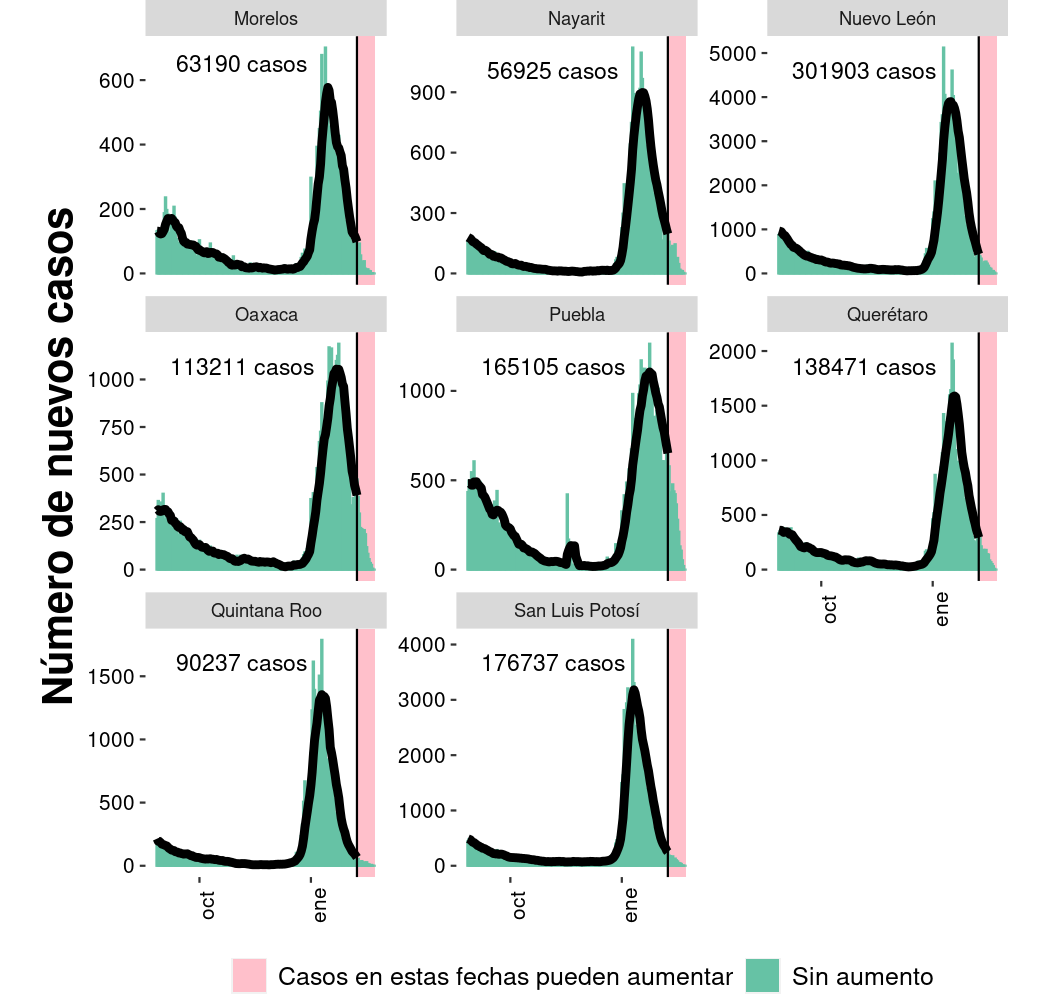 Número de nuevos casos
Morelos
63190 casos
600
400
200
0
Nayarit
56925 casos
900
600
300
0
Nuevo León
301903 casos
5000
4000
3000
2000
1000
0
Oaxaca
113211 casos
1000
750
500
250
0
Puebla
165105 casos
1000
500
0
Querétaro
138471 casos
2000
1500
1000
500
0
oct
ene
Quintana Roo
90237 casos
1500
1000
500
0
oct
ene
San Luis Potosí
176737 casos
4000
3000
2000
1000
0
oct
ene
Casos en estas fechas pueden aumentar
Sin aumento